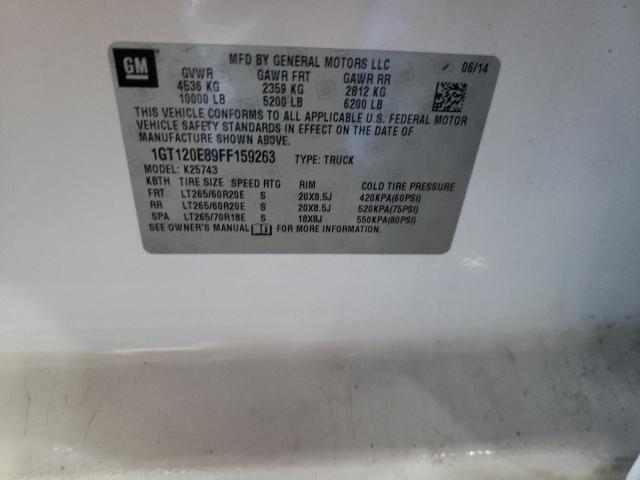 GM
MFD BY GENERAL MOTORS LLC
06/14
GVWR GAWR FRT GAWR RR
4536 KG 2359 KG 2812 KG
10000 LB 5200 LB 6200 LB
THIS VEHICLE CONFORMS TO ALL APPLICABLE U.S. FEDERAL MOTOR
VEHICLE SAFETY STANDARDS IN EFFECT ON THE DATE OF
MANUFACTURE SHOWN ABOVE.
1GT120E89FF159263 TYPE: TRUCK
MODEL: K25743
KBTH TIRE SIZE SPEED RTG RIM COLD TIRE PRESSURE
FRT LT265/60R20E S 20X8.5J 420KPA(60PSI)
RR LT265/60R20E S 20X8.5J 520KPA(75PSI)
SPA LT265/70R18E S 18X8J 550KPA(80PSI)
SEE OWNER'S MANUAL FOR MORE INFORMATION.